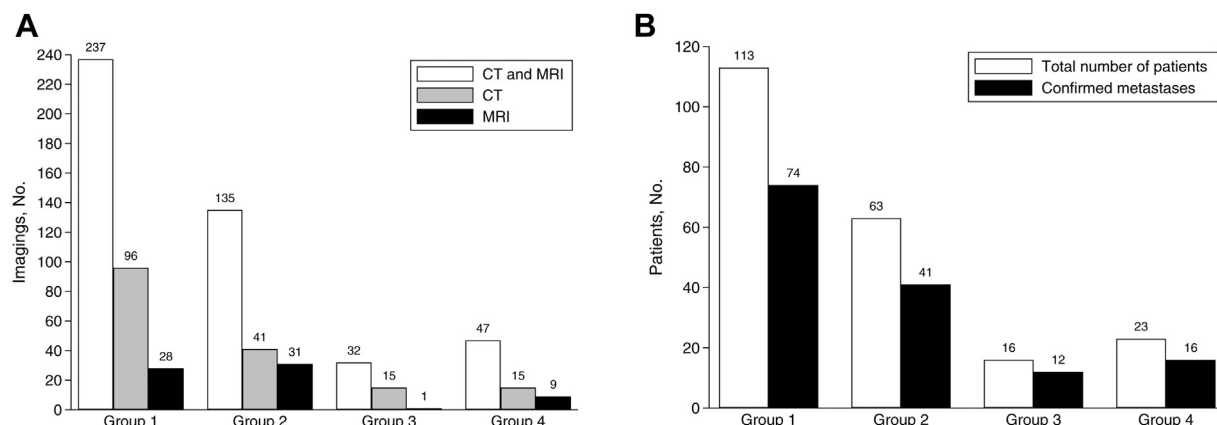 A
240
220
200
180
160
140
120
100
80
60
40
20
0
Imagings, No.
237
96
28
135
41
31
32
15
1
47
15
9
CT and MRI
CT
MRI
Group 1
Group 2
Group 3
Group 4
B
120
100
80
60
40
20
0
Patients, No.
113
74
63
41
16
12
23
16
Total number of patients
Confirmed metastases
Group 1
Group 2
Group 3
Group 4